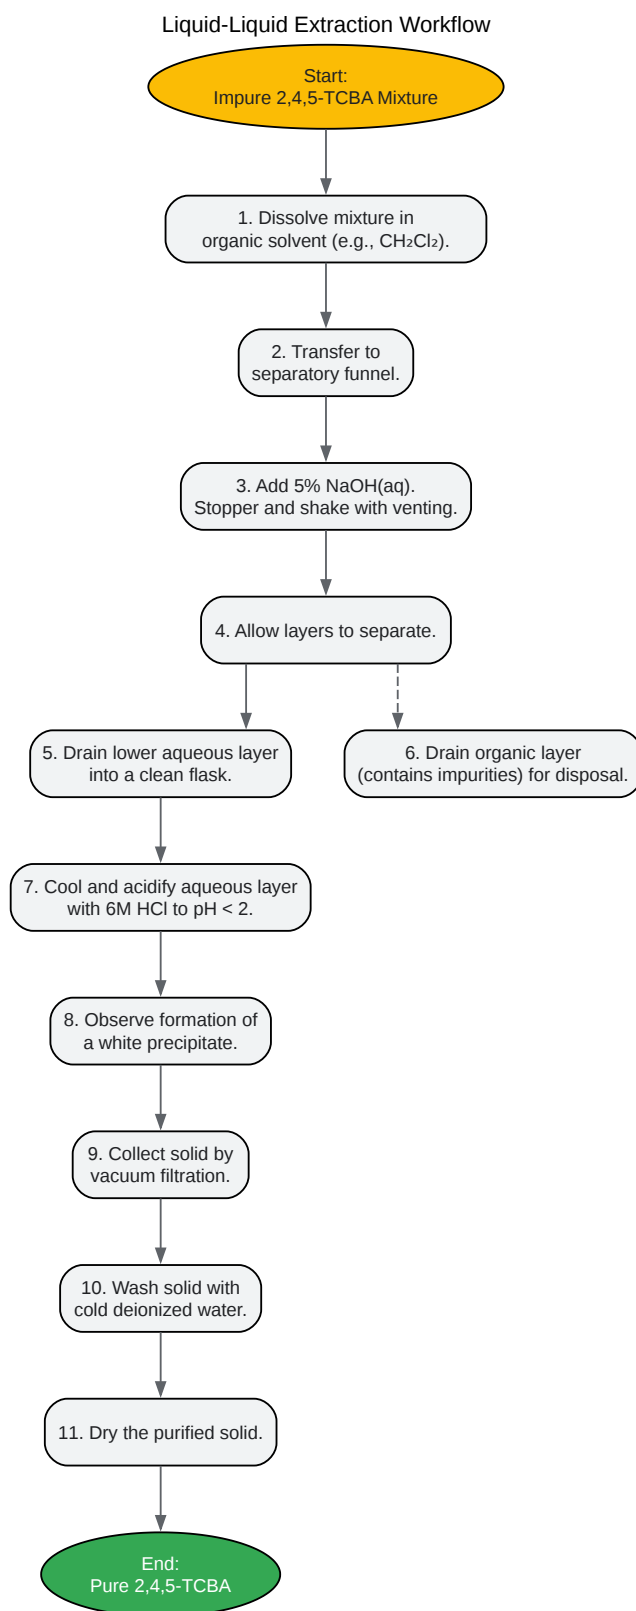 Liquid-Liquid Extraction Workflow
Start:
Impure 2,4,5-TCBA Mixture
1. Dissolve mixture in
organic solvent (e.g., CH₂Cl₂).
2. Transfer to
separatory funnel.
3. Add 5% NaOH(aq).
Stopper and shake with venting.
4. Allow layers to separate.
5. Drain lower aqueous layer
into a clean flask.
6. Drain organic layer
(contains impurities) for disposal.
7. Cool and acidify aqueous layer
with 6M HCl to pH < 2.
8. Observe formation of
a white precipitate.
9. Collect solid by
vacuum filtration.
10. Wash solid with
cold deionized water.
11. Dry the purified solid.
End:
Pure 2,4,5-TCBA